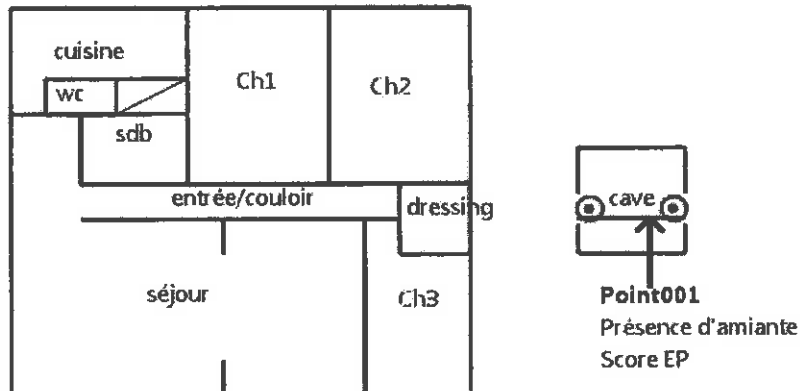 cuisine
Ch1
Ch2
wc
sdb
entrée/couloir
dressing
cave
séjour
Ch3
Point001
Présence d'amiante
Score EP